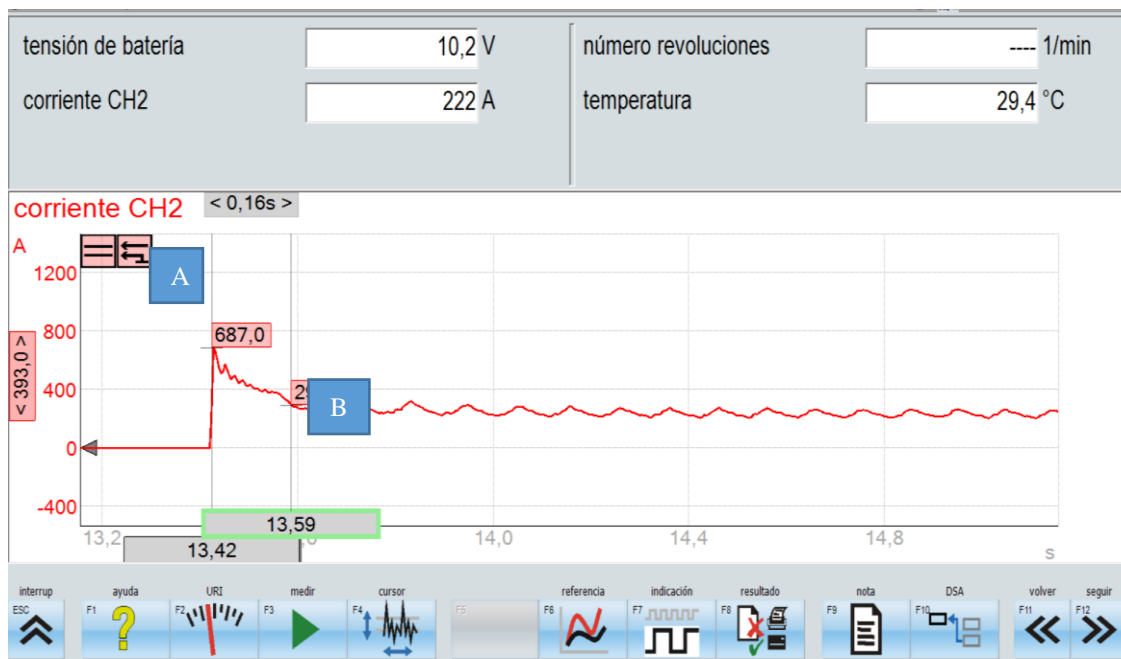 tensión de batería 10,2 V número revoluciones ---- 1/min
corriente CH2 222 A temperatura 29,4 °C
corriente CH2 < 0,16s >
A
A
1200
800
687,0
400
B
< 393,0 >
0
-400
13,59
13,2 13,42 14,0 14,4 14,8
s
interrup ayuda URI medir cursor referencia indicación resultado nota DSA volver seguir
ESC F1 F2 F3 F4 F5 F6 F7 F8 F9 F10 F11 F12